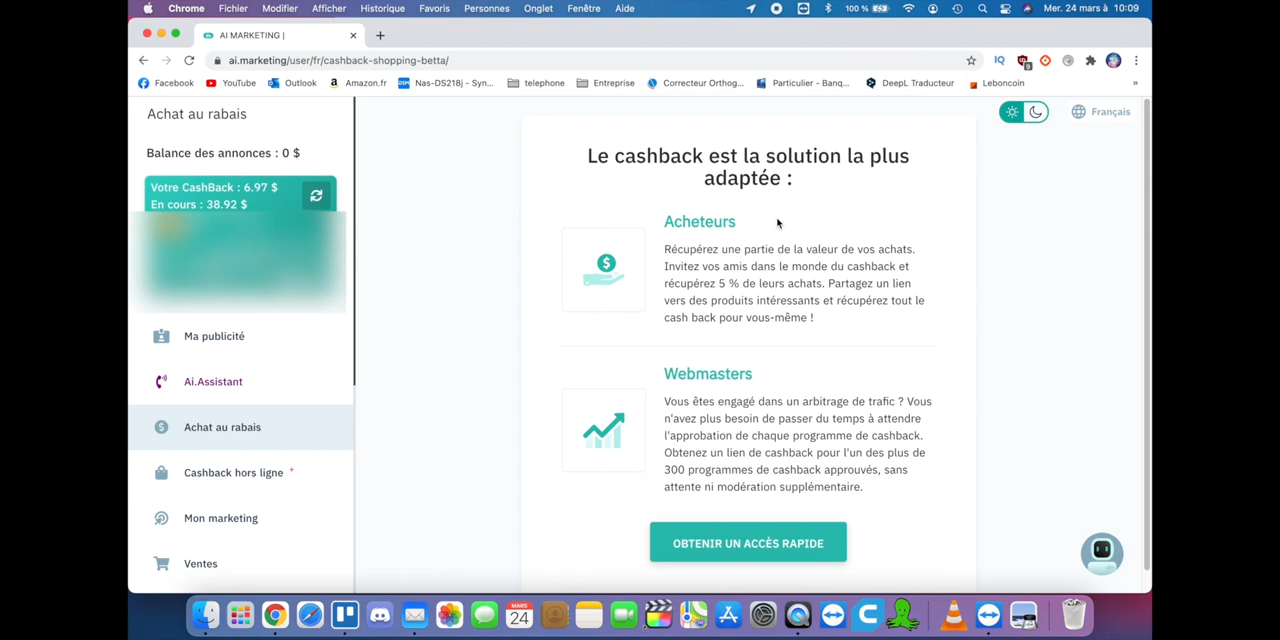 Chrome Fichier Modifier Afficher Historique Favoris Personnes Onglet Fenêtre Aide 100 % Mer. 24 mars à 10:09
AI MARKETING |
ai.marketing/user/fr/cashback-shopping-betta/
Facebook YouTube Outlook Amazon.fr Nas-DS218j – Syn... telephone Entreprise Correcteur Orthog... Particulier - Banq... DeepL Traducteur Leboncoin »
Achat au rabais
Français
Balance des annonces : 0 $
Votre CashBack : 6.97 $
En cours : 38.92 $
Ma publicité
Ai.Assistant
Achat au rabais
Cashback hors ligne +
Mon marketing
Ventes
Le cashback est la solution la plus
adaptée :
Acheteurs
Récupérez une partie de la valeur de vos achats.
Invitez vos amis dans le monde du cashback et
récupérez 5 % de leurs achats. Partagez un lien
vers des produits intéressants et récupérez tout le
cash back pour vous-même !
Webmasters
Vous êtes engagé dans un arbitrage de trafic ? Vous
n'avez plus besoin de passer du temps à attendre
l'approbation de chaque programme de cashback.
Obtenez un lien de cashback pour l'un des plus de
300 programmes de cashback approuvés, sans
attente ni modération supplémentaire.
OBTENIR UN ACCÈS RAPIDE
MARS
24